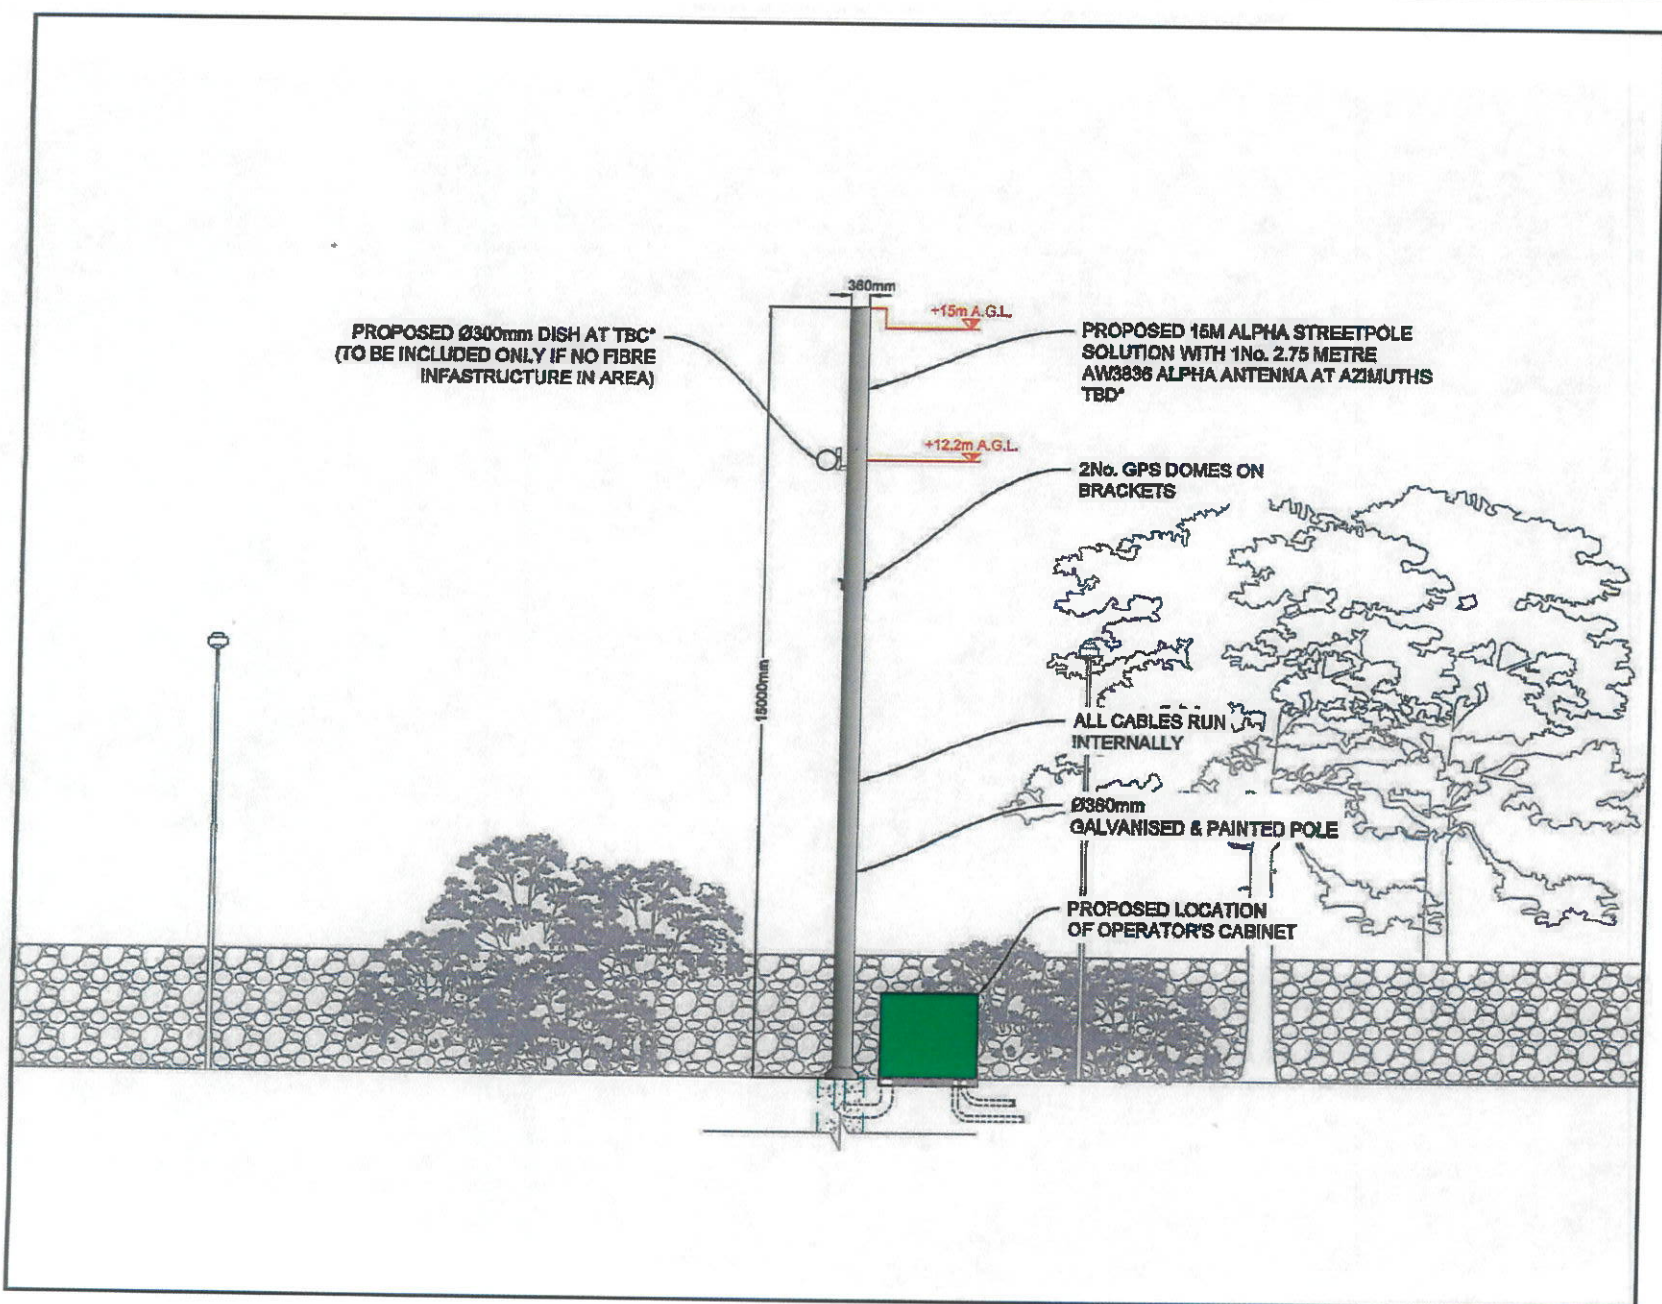 360mm
+15m A.G.L.
PROPOSED Ø300mm DISH AT TBC°
(TO BE INCLUDED ONLY IF NO FIBRE
INFASTRUCTURE IN AREA)
PROPOSED 15M ALPHA STREETPOLE
SOLUTION WITH 1No. 2.75 METRE
AW3836 ALPHA ANTENNA AT AZIMUTHS
TBD°
+12.2m A.G.L.
2No. GPS DOMES ON
BRACKETS
15000mm
ALL CABLES RUN
INTERNALLY
Ø360mm
GALVANISED & PAINTED POLE
PROPOSED LOCATION
OF OPERATOR'S CABINET